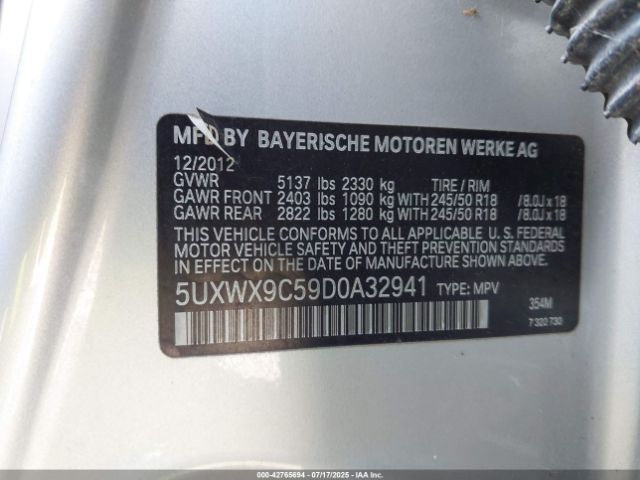 MFD BY BAYERISCHE MOTOREN WERKE AG
12/2012
GVWR 5137 lbs 2330 kg TIRE / RIM
GAWR FRONT 2403 lbs 1090 kg WITH 245/50 R18 /8.0J x 18
GAWR REAR 2822 lbs 1280 kg WITH 245/50 R18 /8.0J x 18
THIS VEHICLE CONFORMS TO ALL APPLICABLE U. S. FEDERAL
MOTOR VEHICLE SAFETY AND THEFT PREVENTION STANDARDS
IN EFFECT ON THE DATE OF MANUFACTURE SHOWN ABOVE.
5UXWX9C59D0A32941 TYPE: MPV
354M
7 320 730
000-42765694 - 07/17/2025 - A DEALER ACCOUNT